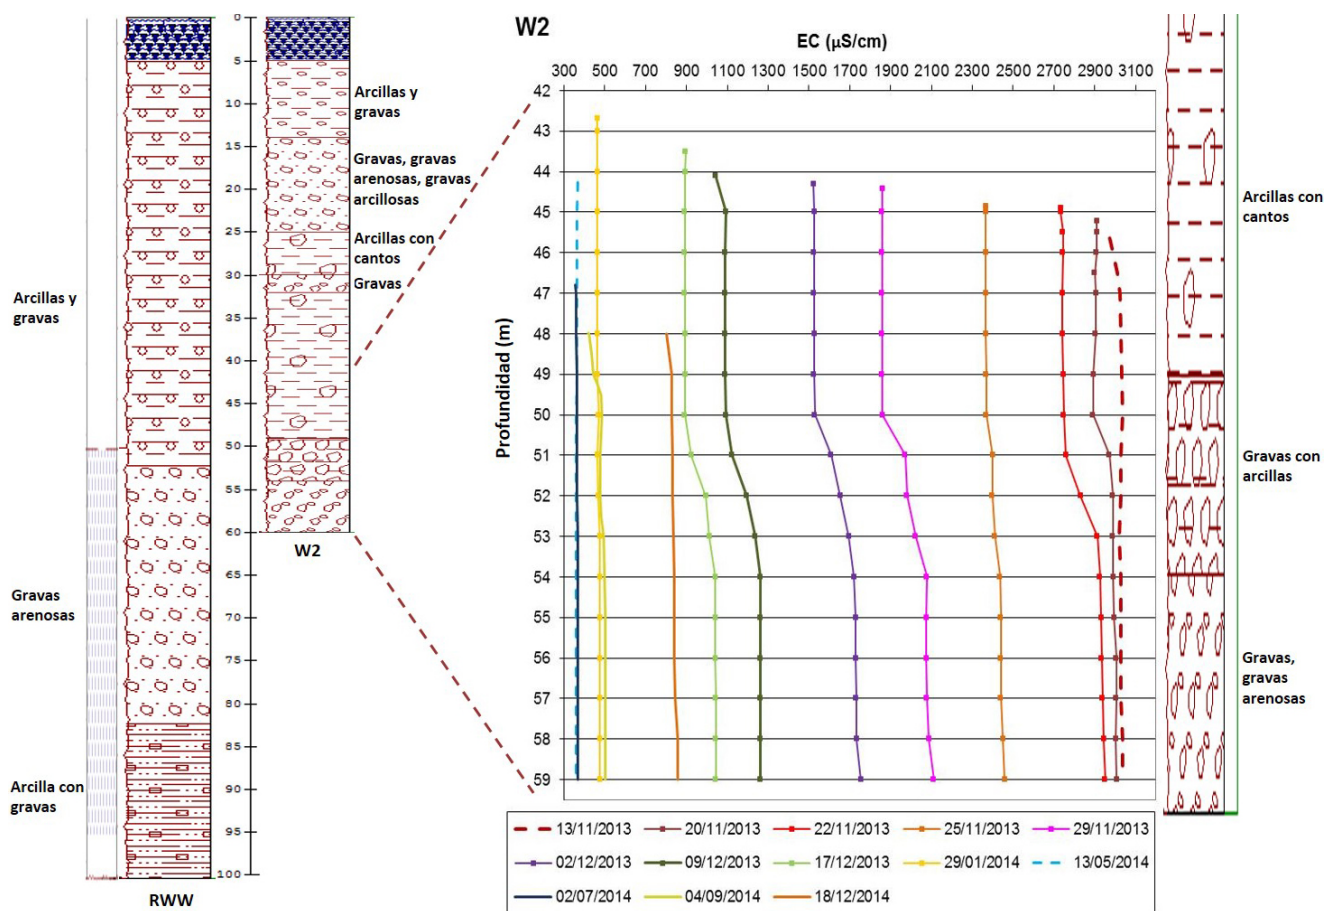 W2
EC (µS/cm)
300 500 700 900 1100 1300 1500 1700 1900 2100 2300 2500 2700 2900 3100
Profundidad (m)
42
43
44
45
46
47
48
49
50
51
52
53
54
55
56
57
58
59
0
5
10
15
20
25
30
35
40
45
50
55
60
65
70
75
80
85
90
95
100
Arcillas y
gravas
Gravas
arenosas
Arcilla con
gravas
RWW
Arcillas y
gravas
Gravas, gravas
arenosas, gravas
arcillosas
Arcillas con
cantos
Gravas
W2
Arcillas con
cantos
Gravas con
arcillas
Gravas,
gravas
arenosas
13/11/2013 20/11/2013 22/11/2013 25/11/2013 29/11/2013
02/12/2013 09/12/2013 17/12/2013 29/01/2014 13/05/2014
02/07/2014 04/09/2014 18/12/2014